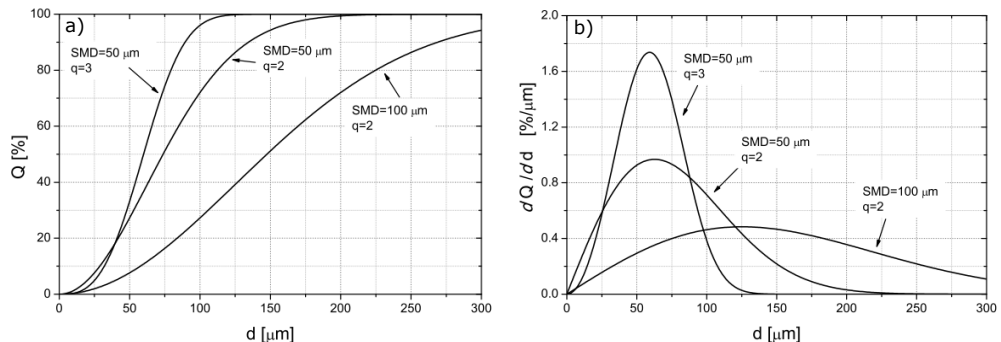 a)
100
80
60
40
20
0
Q [%]
SMD=50 μm
q=3
SMD=50 μm
q=2
SMD=100 μm
q=2
0 50 100 150 200 250 300
d [μm]
b)
2.0
1.6
1.2
0.8
0.4
0.0
dQ/dd [%/μm]
SMD=50 μm
q=3
SMD=50 μm
q=2
SMD=100 μm
q=2
0 50 100 150 200 250 300
d [μm]